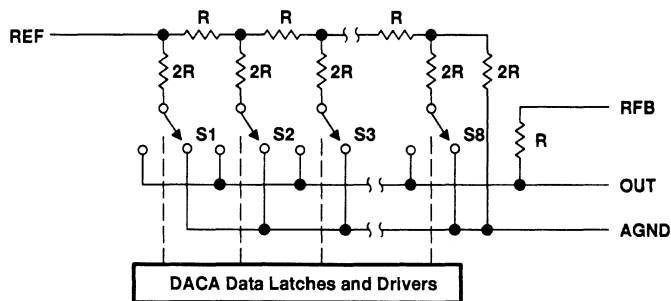 R R R
REF
2R 2R 2R 2R 2R
S1 S2 S3 S8
RFB
R
OUT
AGND
DACA Data Latches and Drivers